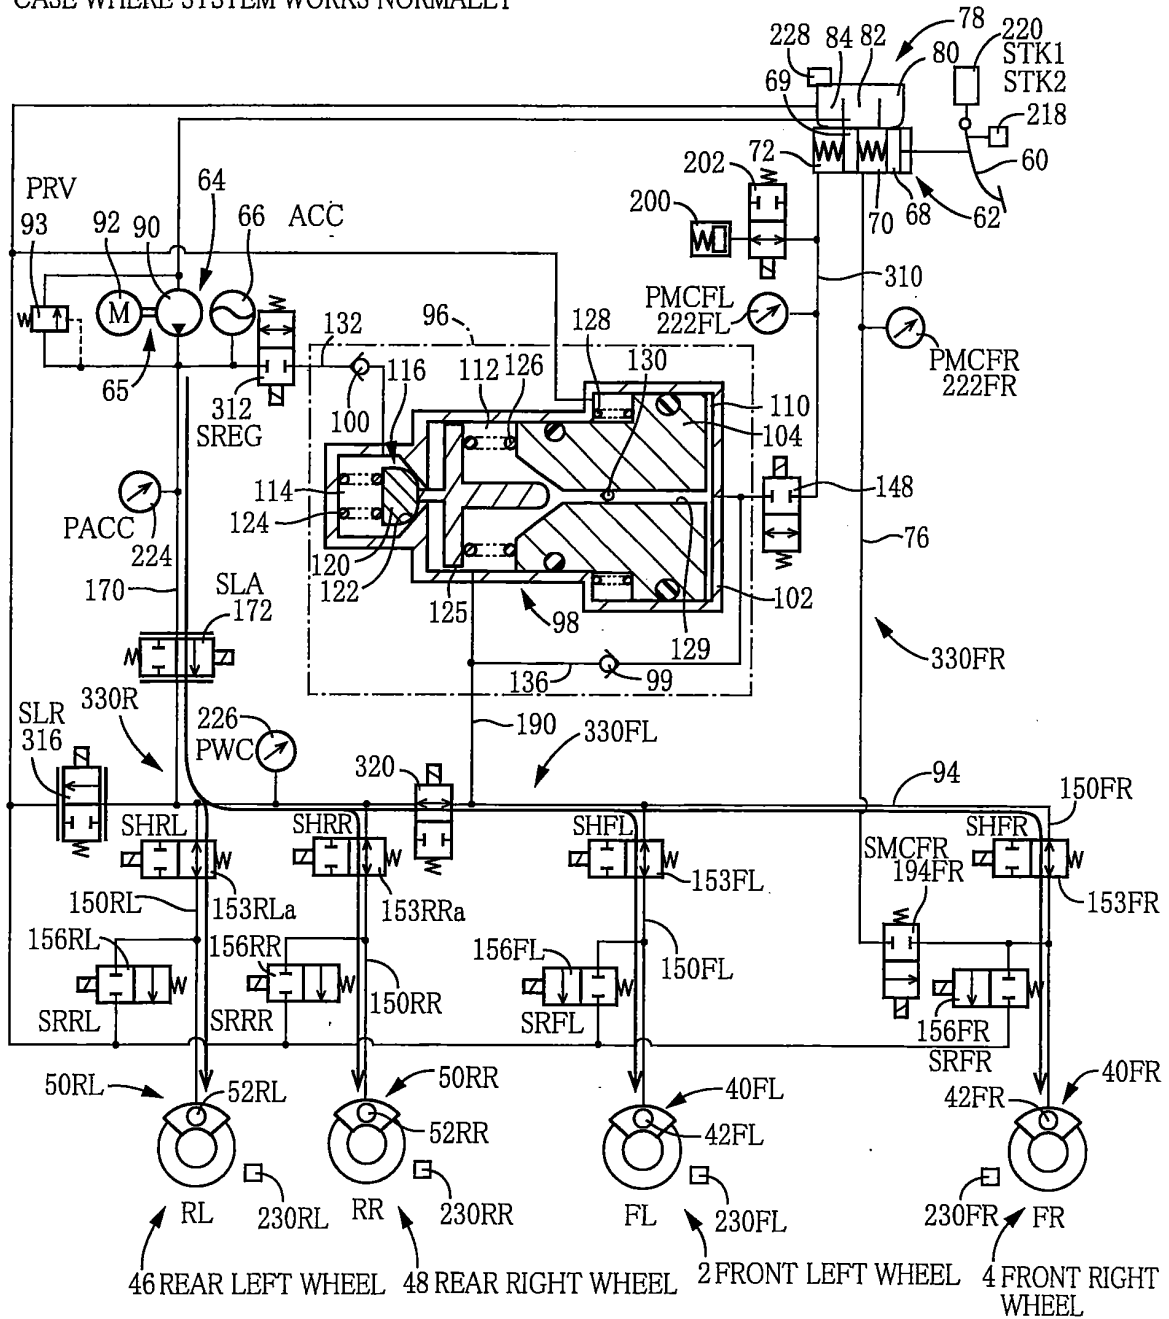 CASE WHERE SYSTEM WORKS NORMALLY
78
220
STK1
STK2
228
84
82
80
69
218
72
202
60
200
70
68
62
PRV
93
92
90
64
66
ACC
M
310
PMCFL
222FL
PMCFR
222FR
96
132
128
130
116
112
126
110
104
65
312
SREG
100
148
114
124
PACC
224
76
120
122
125
98
129
102
170
SLA
172
330FR
136
99
330R
SLR
316
226
PWC
190
330FL
320
94
150FR
SHRL
SHRR
SHFL
SHFR
SMCFR
194FR
150RL
153RLa
153RRa
153FL
153FR
156RL
156RR
156FL
150FL
150RR
SRRL
SRRR
SRFL
156FR
SRFR
50RL
52RL
50RR
52RR
40FL
42FL
40FR
42FR
230RL
230RR
230FL
230FR
RL
RR
FL
FR
46 REAR LEFT WHEEL
48 REAR RIGHT WHEEL
2 FRONT LEFT WHEEL
4 FRONT RIGHT
WHEEL